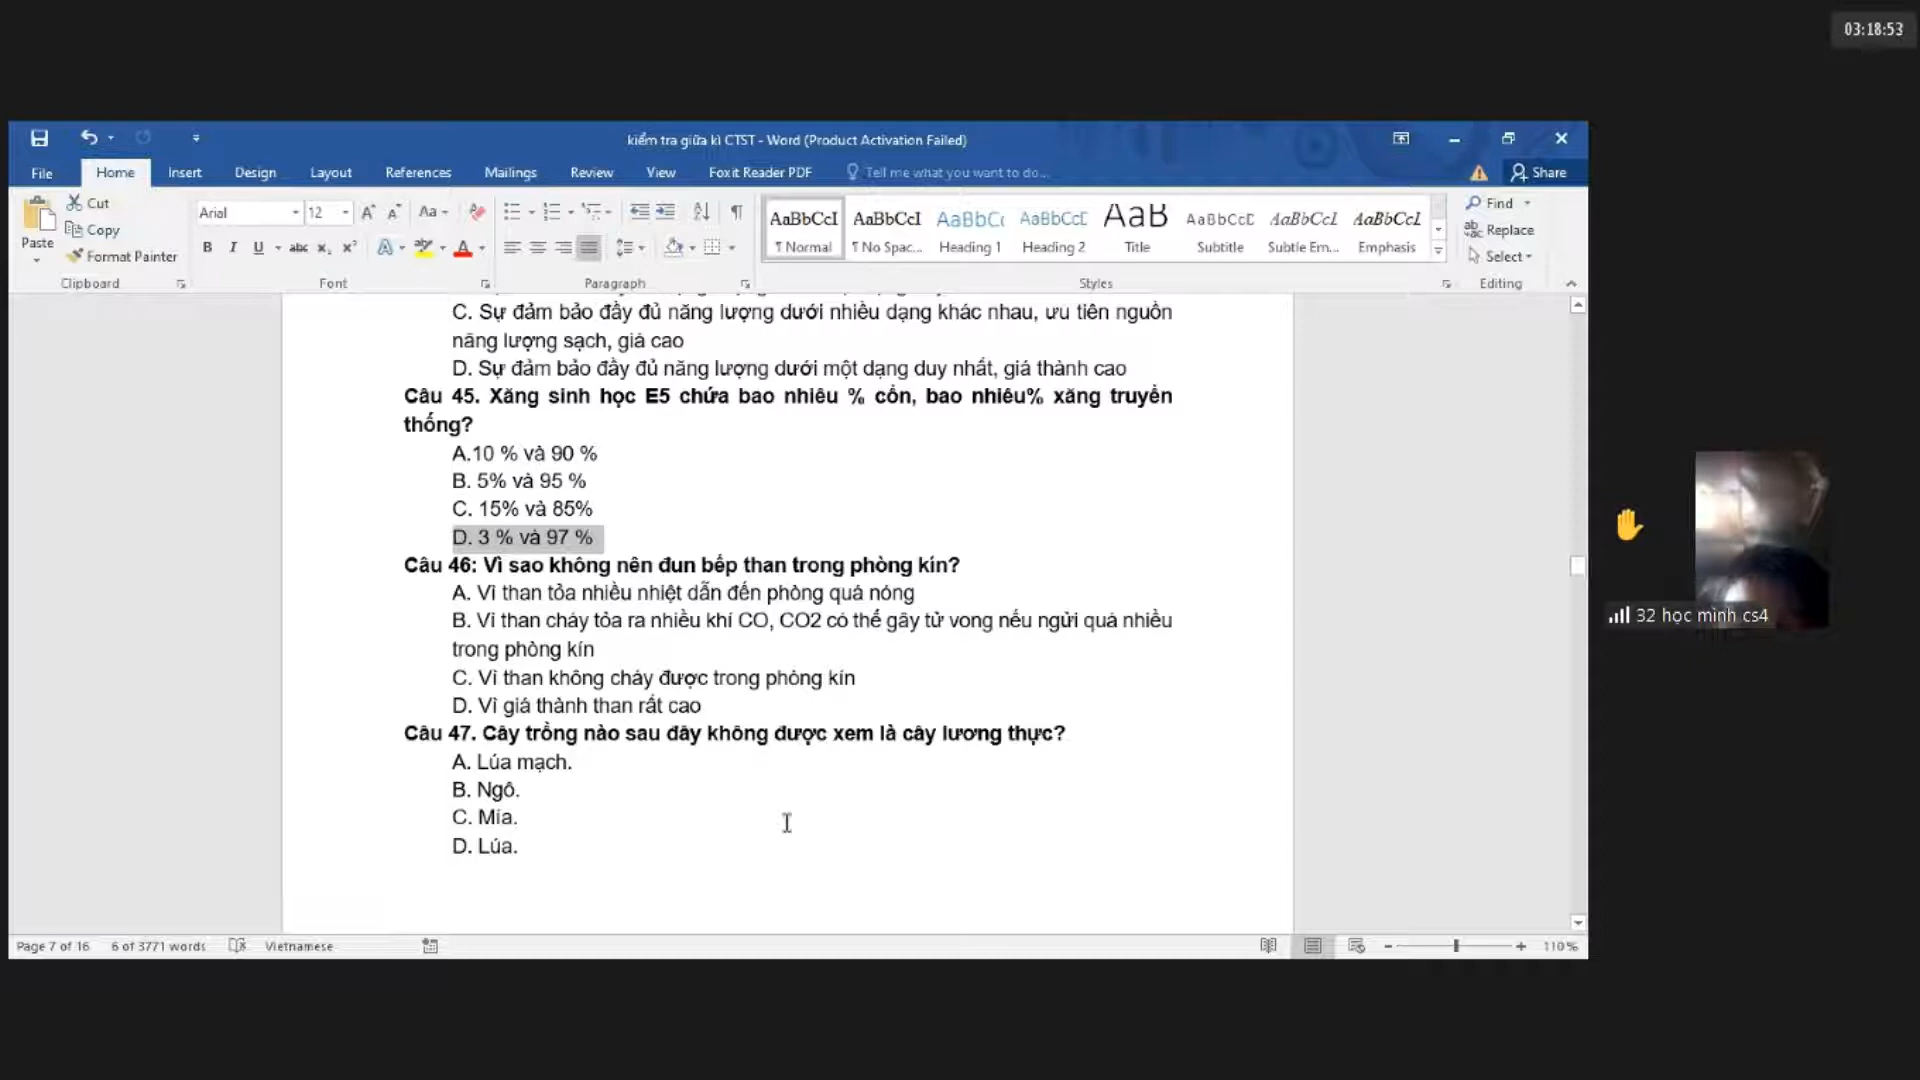 03:18:53
kiểm tra giữa kì CTST - Word (Product Activation Failed)
File Home Insert Design Layout References Mailings Review View Foxit Reader PDF Tell me what you want to do... Share
Paste
Cut
Copy
Format Painter
Clipboard
Arial 12
Font
Paragraph
AaBbCcI AaBbCcI AaBbCc AaBbCcE AaB AaBbCcE AaBbCcI AaBbCcI
¶ Normal ¶ No Spac... Heading 1 Heading 2 Title Subtitle Subtle Em... Emphasis
Styles
Find
Replace
Select
Editing
C. Sự đảm bảo đầy đủ năng lượng dưới nhiều dạng khác nhau, ưu tiên nguồn
năng lượng sạch, giá cao
D. Sự đảm bảo đầy đủ năng lượng dưới một dạng duy nhất, giá thành cao
Câu 45. Xăng sinh học E5 chứa bao nhiêu % cồn, bao nhiêu% xăng truyền
thống?
A.10 % và 90 %
B. 5% và 95 %
C. 15% và 85%
D. 3 % và 97 %
Câu 46: Vì sao không nên đun bếp than trong phòng kín?
A. Vì than tỏa nhiều nhiệt dẫn đến phòng quá nóng
B. Vì than cháy tỏa ra nhiều khí CO, CO2 có thể gây tử vong nếu ngửi quá nhiều
trong phòng kín
C. Vì than không cháy được trong phòng kín
D. Vì giá thành than rất cao
Câu 47. Cây trồng nào sau đây không được xem là cây lương thực?
A. Lúa mạch.
B. Ngô.
C. Mía.
D. Lúa.
Page 7 of 16 6 of 3771 words Vietnamese 110%
32 học mình cs4